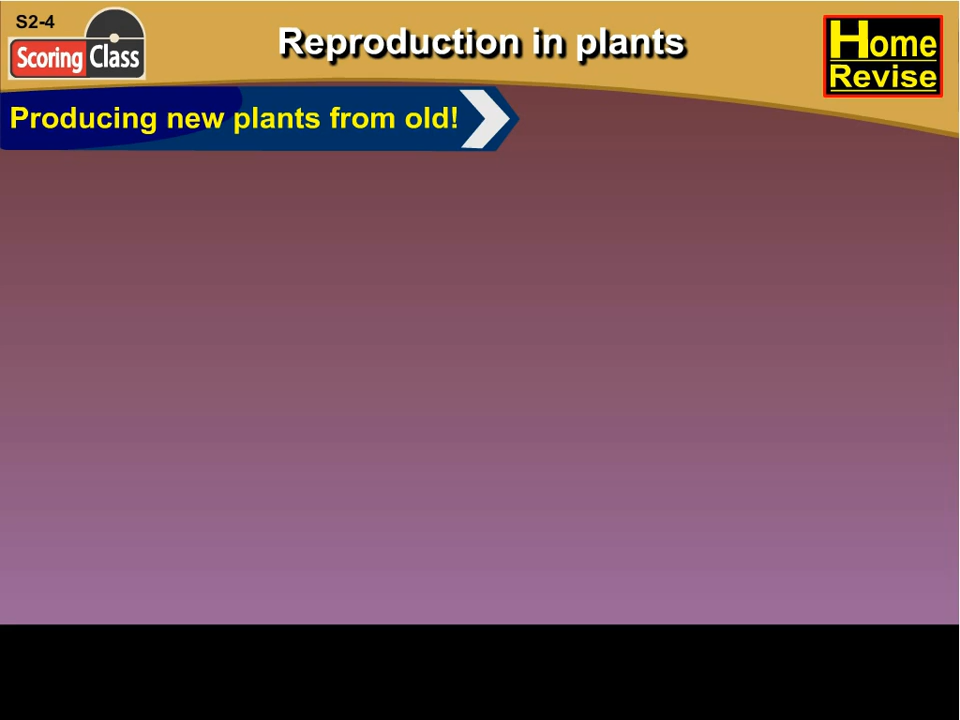 S2-4
Scoring Class
Reproduction in plants
Home
Revise
Producing new plants from old!